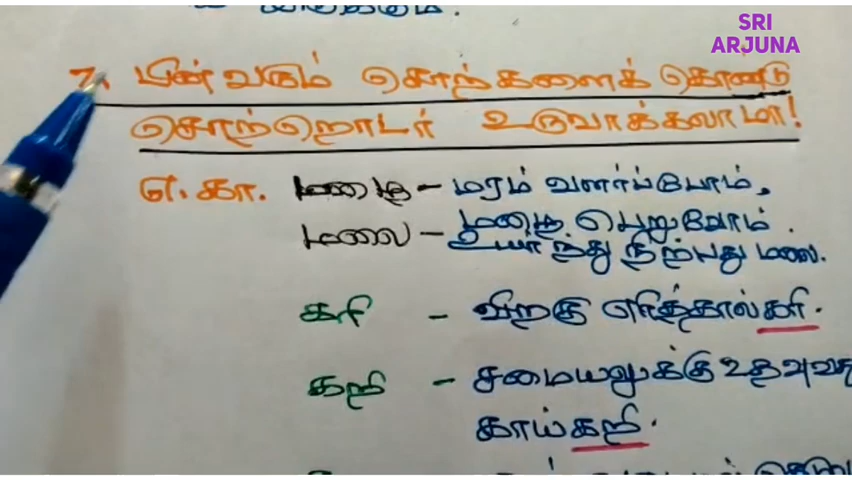 இருக்கும்.
SRI
ARJUNA
7. பின் வரும் சொற்களைக் கொண்டு
சொற்றொடர் உருவாக்கலாமா!
எ.கா. மழை - மரம் வளர்ப்போம்,
மழை பெறுவோம்.
மலை - உயர்ந்து நிற்பது மலை.
கரி - விறகு எரித்தால் கரி.
கறி - சமையலுக்கு உதவுவது
காய்கறி.